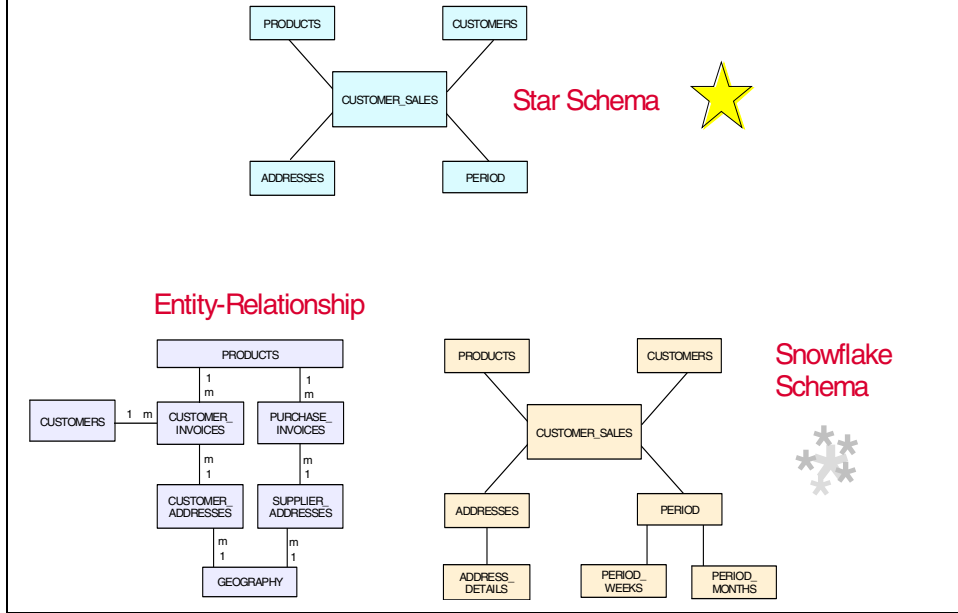 PRODUCTS
CUSTOMERS
CUSTOMER_SALES
Star Schema
ADDRESSES
PERIOD
Entity-Relationship
PRODUCTS
1
m
1
m
CUSTOMERS
1 m
CUSTOMER_
INVOICES
PURCHASE_
INVOICES
m
1
m
1
CUSTOMER_
ADDRESSES
SUPPLIER_
ADDRESSES
m
1
m
1
GEOGRAPHY
PRODUCTS
CUSTOMERS
Snowflake
Schema
CUSTOMER_SALES
ADDRESSES
PERIOD
ADDRESS_
DETAILS
PERIOD_
WEEKS
PERIOD_
MONTHS